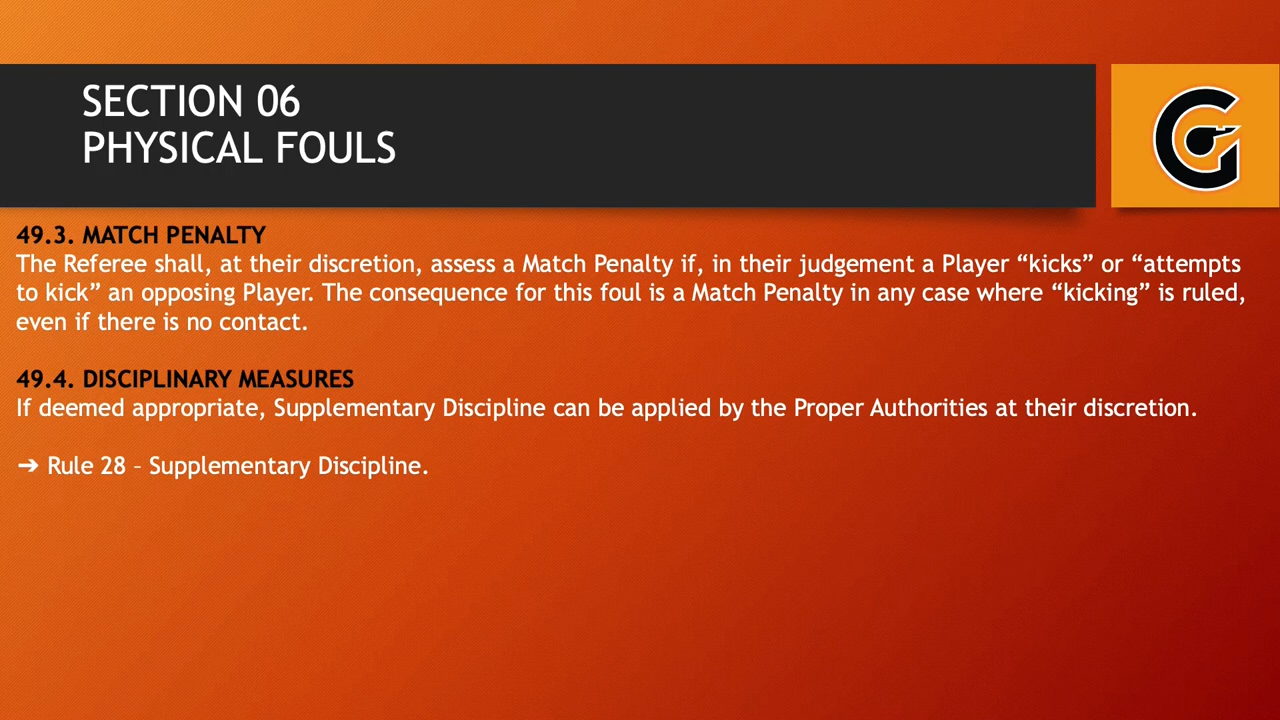 SECTION 06
PHYSICAL FOULS
49.3. MATCH PENALTY
The Referee shall, at their discretion, assess a Match Penalty if, in their judgement a Player “kicks” or “attempts
to kick” an opposing Player. The consequence for this foul is a Match Penalty in any case where “kicking” is ruled,
even if there is no contact.
49.4. DISCIPLINARY MEASURES
If deemed appropriate, Supplementary Discipline can be applied by the Proper Authorities at their discretion.
➔ Rule 28 – Supplementary Discipline.